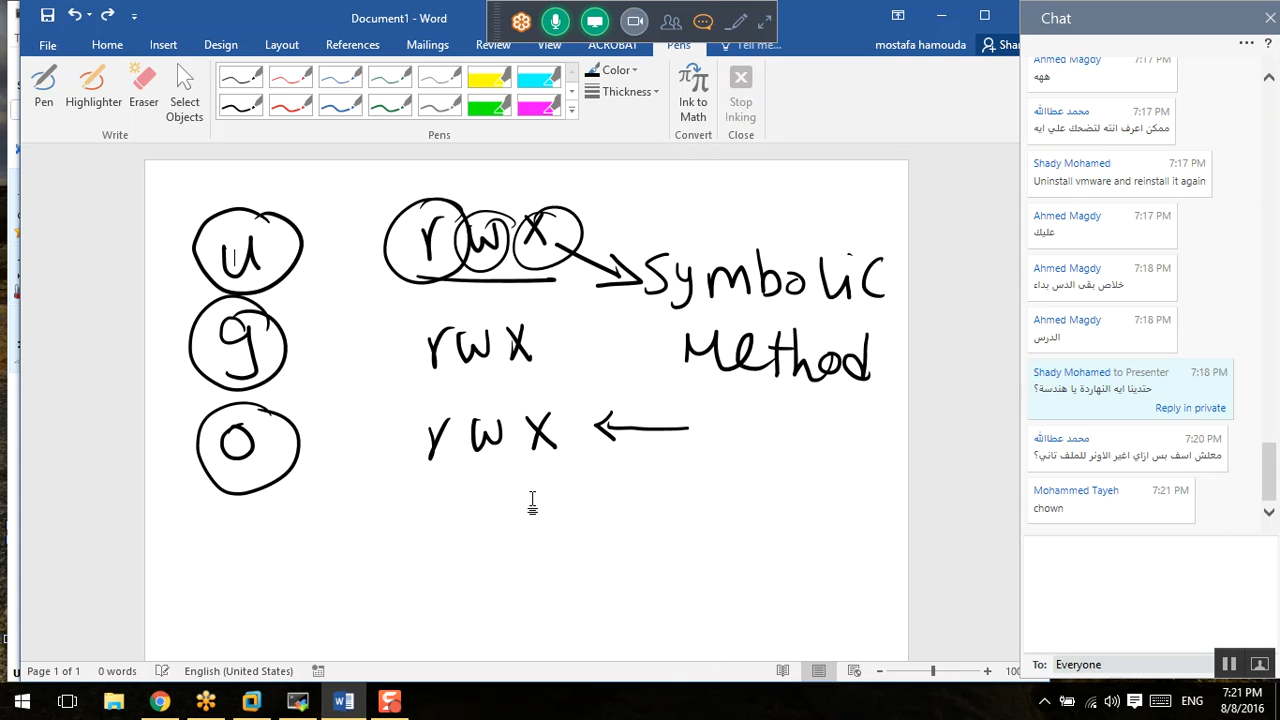 Document1 - Word
File Home Insert Design Layout References Mailings Review View ACROBAT Pens Tell me...
mostafa hamouda
Shar
Pen
Highlighter
Eraser
Select
Objects
Color
Thickness
Ink to
Math
Stop
Inking
Write
Pens
Convert
Close
u r w x
Symbolic
Method
g r w x
o r w x
Page 1 of 1 0 words English (United States)
100
Chat
Ahmed Magdy 7:17 PM
ههه
محمد عطاالله 7:17 PM
ممكن اعرف انته لتضحك علي ايه
Shady Mohamed 7:17 PM
Uninstall vmware and reinstall it again
Ahmed Magdy 7:17 PM
عليك
Ahmed Magdy 7:18 PM
خلاص بقى الدس بداء
Ahmed Magdy 7:18 PM
الدرس
Shady Mohamed to Presenter 7:18 PM
حتدينا ايه النهاردة يا هندسة؟
Reply in private
محمد عطاالله 7:20 PM
معلش اسف بس ازاي اغير الاونر للملف تاني؟
Mohammed Tayeh 7:21 PM
chown
To: Everyone
ENG
7:21 PM
8/8/2016